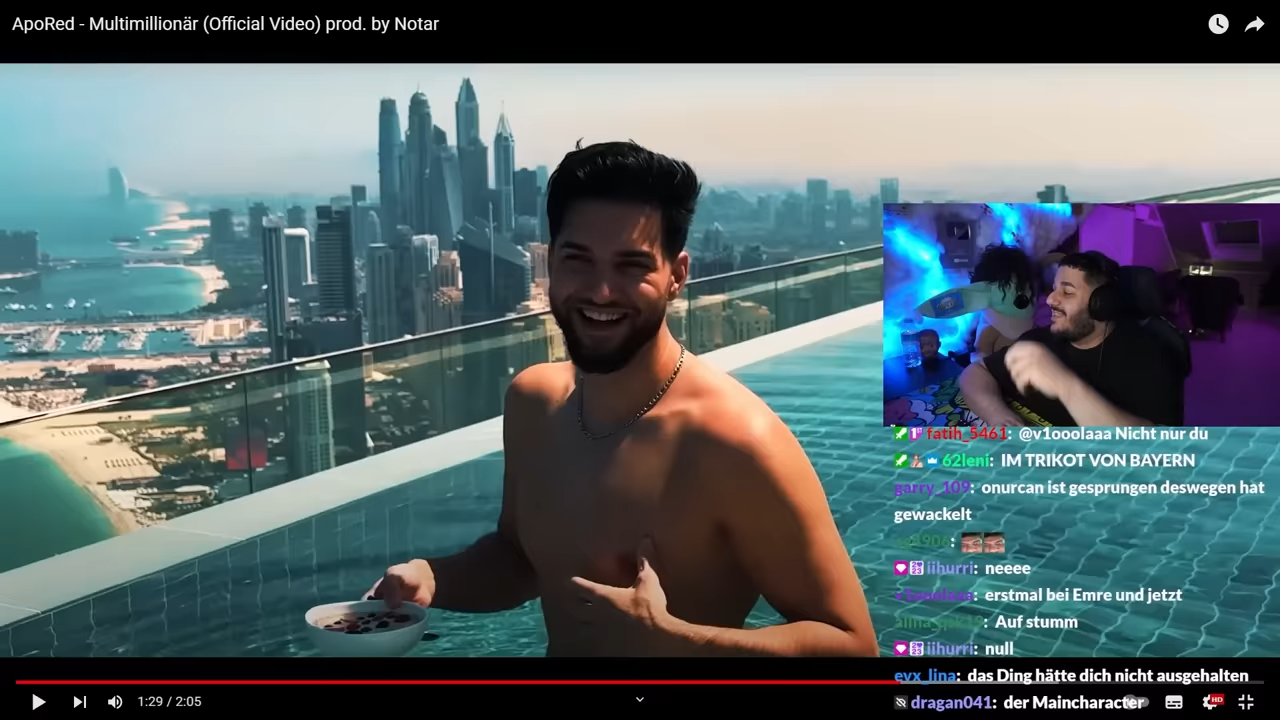 ApoRed - Multimillionär (Official Video) prod. by Notar
fatih_5461: @v1ooolaaa Nicht nur du
62leni: IM TRIKOT VON BAYERN
garry_109: onurcan ist gesprungen deswegen hat
gewackelt
iihurri: neeee
erstmal bei Emre und jetzt
Auf stumm
iihurri: null
evx_lina: das Ding hätte dich nicht ausgehalten
dragan041: der Maincharacter
1:29 / 2:05
HD